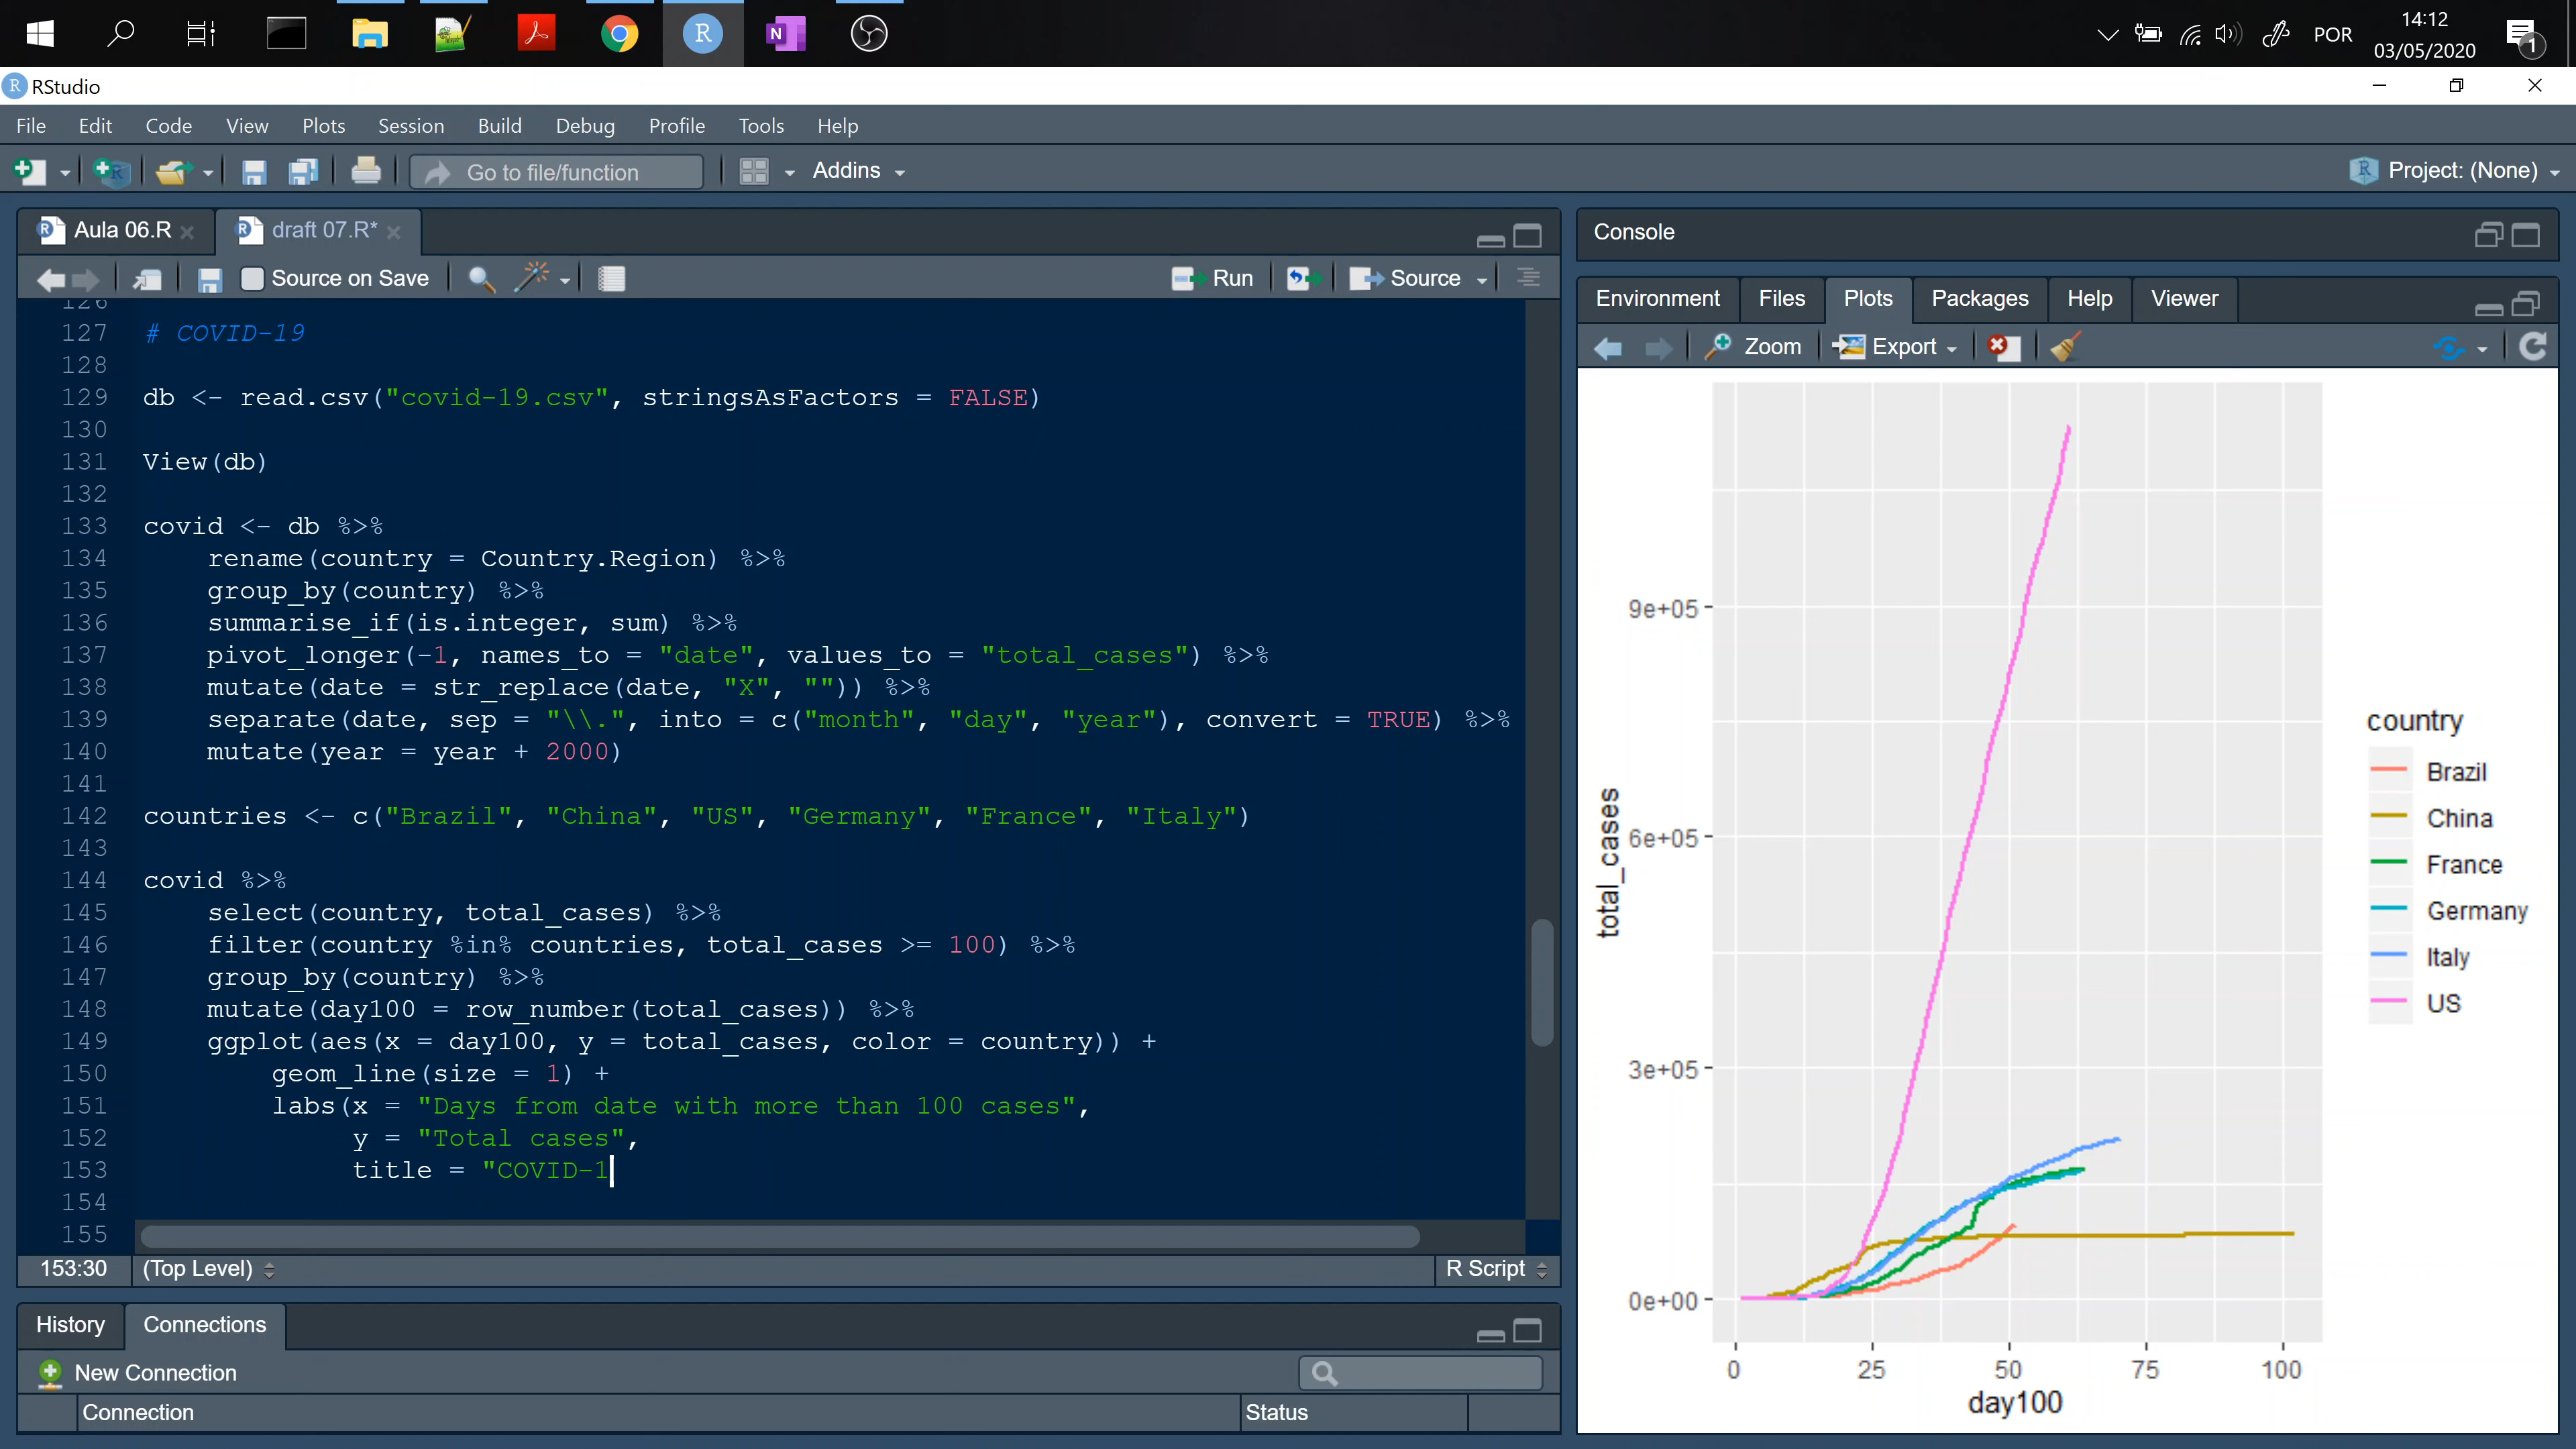 POR
14:12
03/05/2020
1
RStudio
File Edit Code View Plots Session Build Debug Profile Tools Help
Go to file/function
Addins
Project: (None)
Aula 06.R
draft 07.R*
Source on Save
Run
Source
126
127 # COVID-19
128
129 db <- read.csv("covid-19.csv", stringsAsFactors = FALSE)
130
131 View(db)
132
133 covid <- db %>%
134 rename(country = Country.Region) %>%
135 group_by(country) %>%
136 summarise_if(is.integer, sum) %>%
137 pivot_longer(-1, names_to = "date", values_to = "total_cases") %>%
138 mutate(date = str_replace(date, "X", "")) %>%
139 separate(date, sep = "\\.", into = c("month", "day", "year"), convert = TRUE) %>%
140 mutate(year = year + 2000)
141
142 countries <- c("Brazil", "China", "US", "Germany", "France", "Italy")
143
144 covid %>%
145 select(country, total_cases) %>%
146 filter(country %in% countries, total_cases >= 100) %>%
147 group_by(country) %>%
148 mutate(day100 = row_number(total_cases)) %>%
149 ggplot(aes(x = day100, y = total_cases, color = country)) +
150 geom_line(size = 1) +
151 labs(x = "Days from date with more than 100 cases",
152 y = "Total cases",
153 title = "COVID-1
154
155
153:30 (Top Level) R Script
History Connections
New Connection
Connection Status
Console
Environment Files Plots Packages Help Viewer
Zoom Export
total_cases
9e+05
6e+05
3e+05
0e+00
0 25 50 75 100
day100
country
Brazil
China
France
Germany
Italy
US